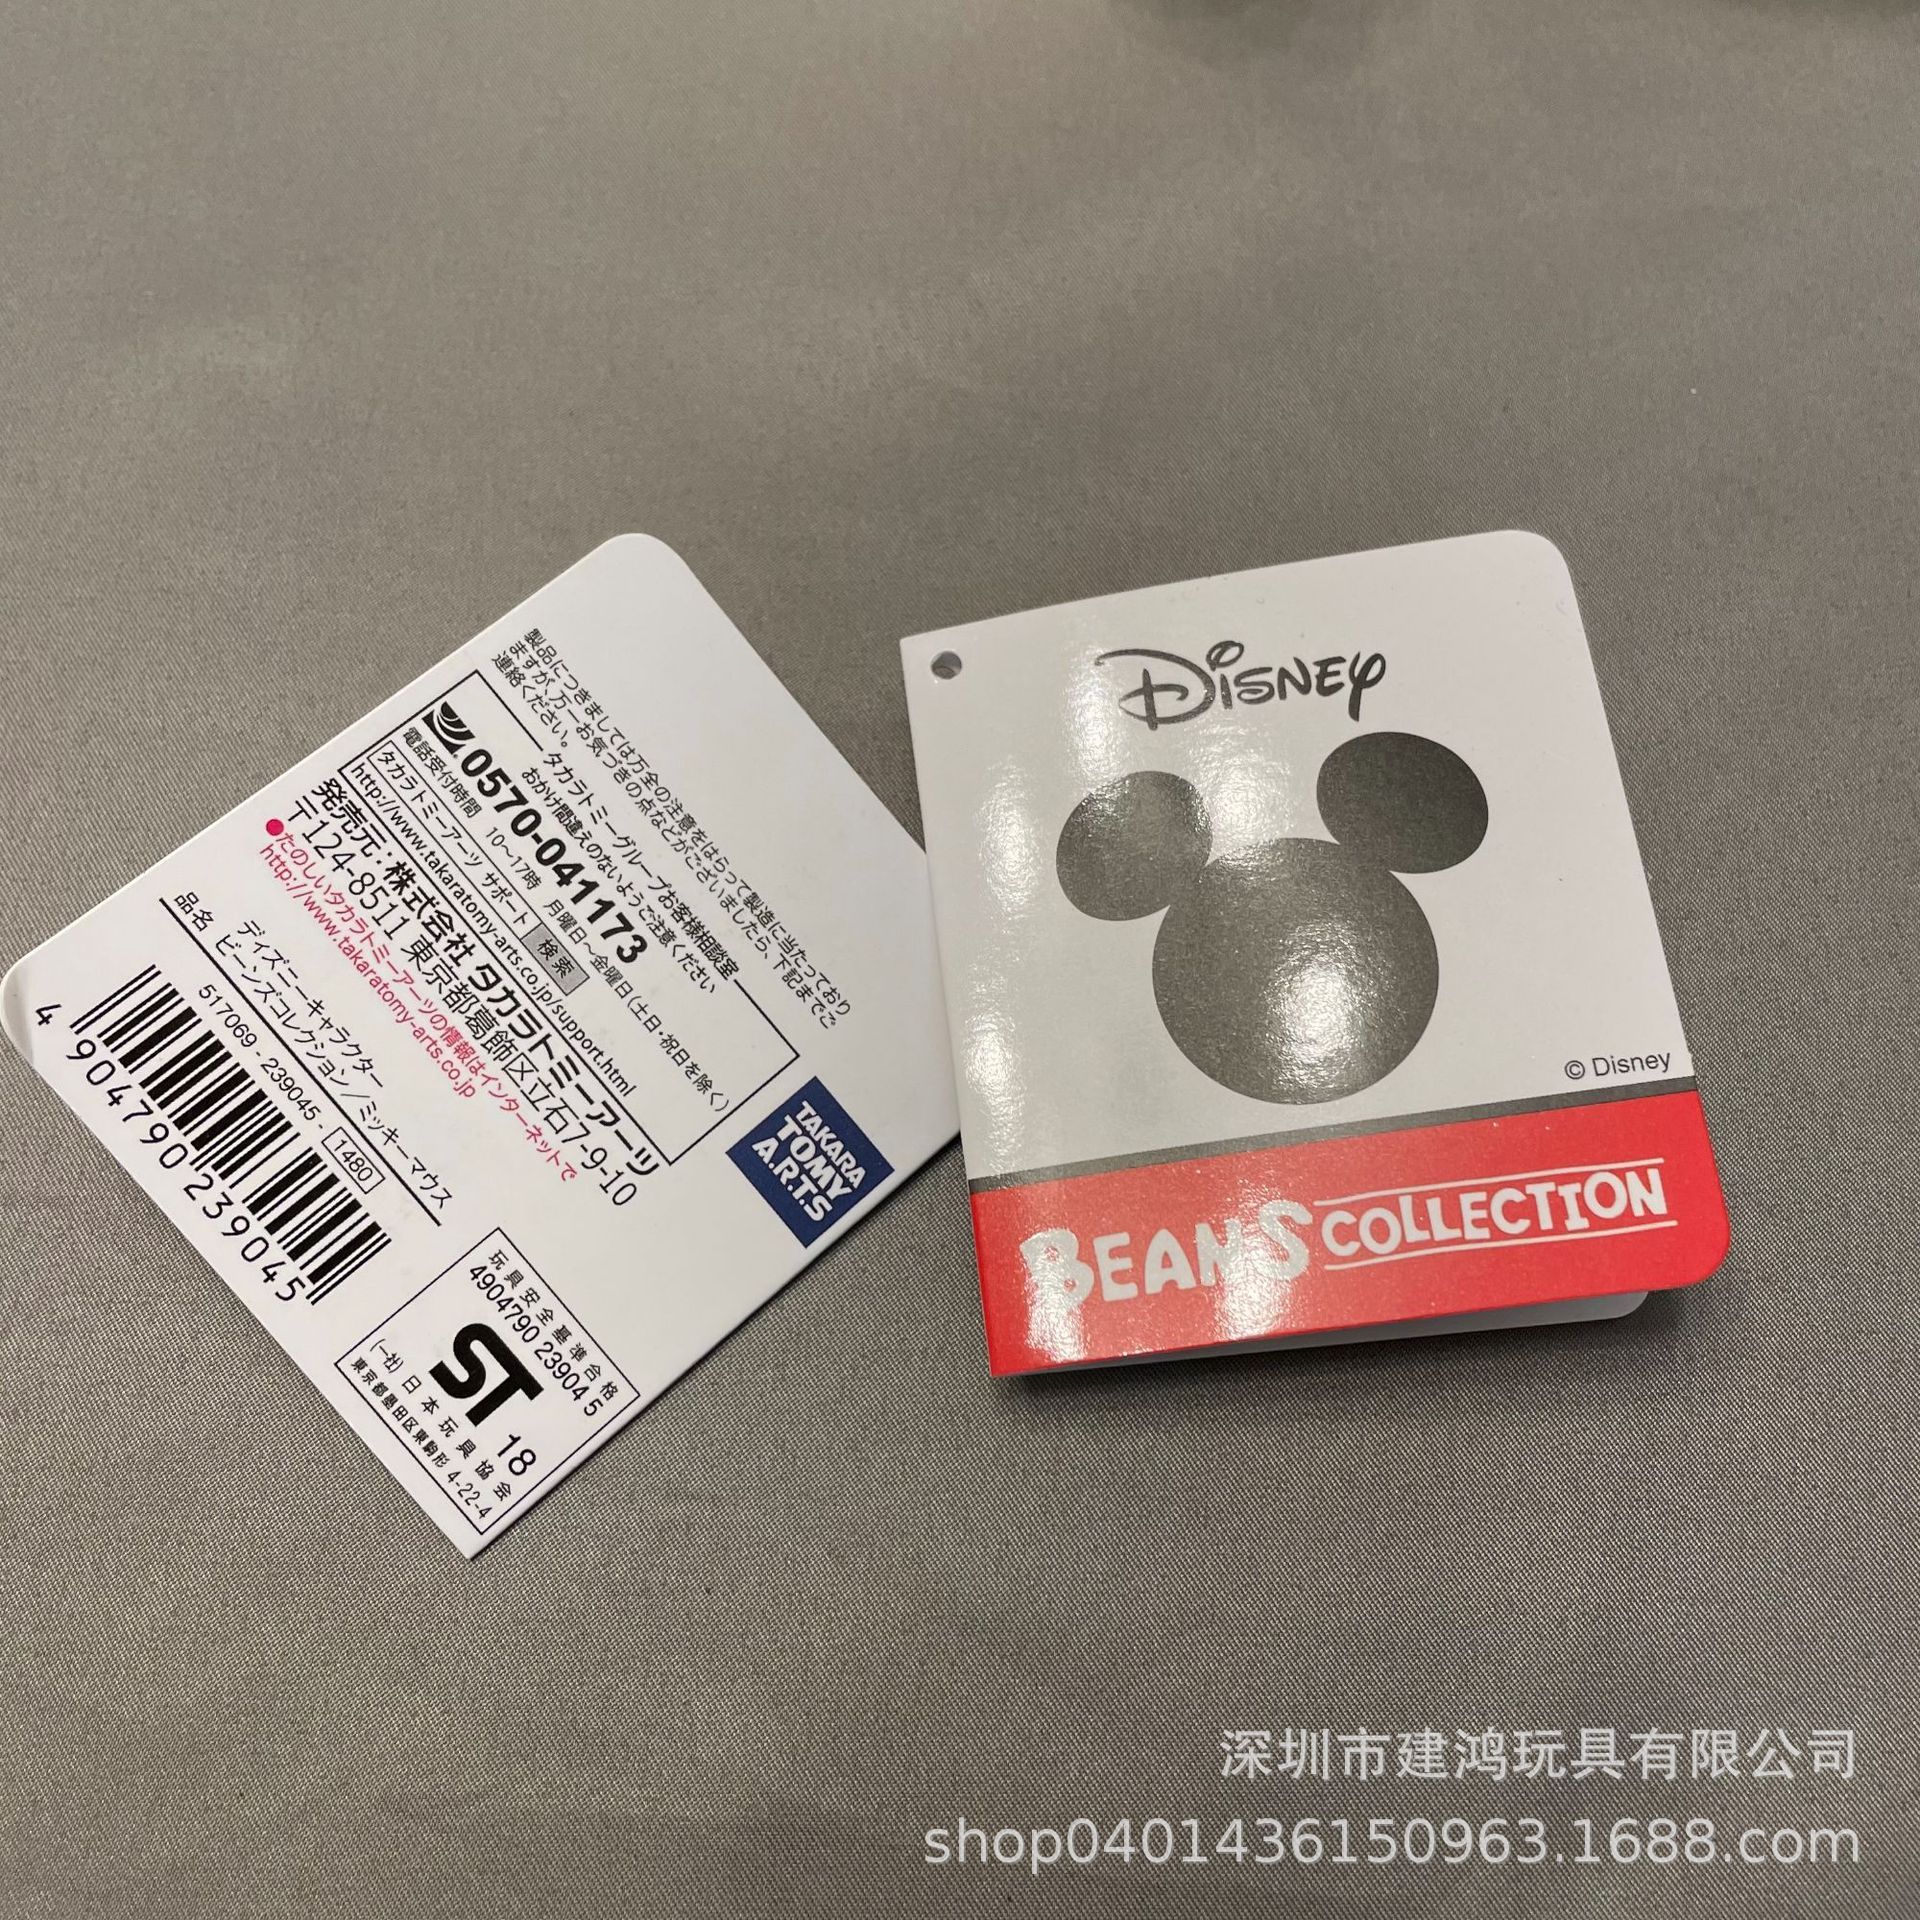 製品につきましては万全の注意をはらって製造に当たっており
ますが、万一お気づきの点などがございましたら、下記までご
連絡ください。
タカラトミーグループお客様相談室
おかけ間違えのないようご注意ください
0570-041173
電話受付時間 10〜17時 月曜日〜金曜日(土日・祝日を除く)
タカラトミーアーツ サポート 検索
http://www.takaratomy-arts.co.jp/support.html
発売元:株式会社 タカラトミーアーツ
〒124-8511 東京都葛飾区立石7-9-10
●たのしいタカラトミーアーツの情報はインターネットで
http://www.takaratomy-arts.co.jp
品名 ディズニーキャラクター
ビーンズコレクション/ミッキーマウス
517069 - 239045 - 1480
4 904790 239045
TAKARA
TOMY
A.R.T.S
玩具安全基準合格
4904790 23904 5
ST 18
(一社)日本玩具協会
東京都墨田区東駒形 4-22-4
Disney
© Disney
BEANS COLLECTION
深圳市建鸿玩具有限公司
shop0401436150963.1688.com